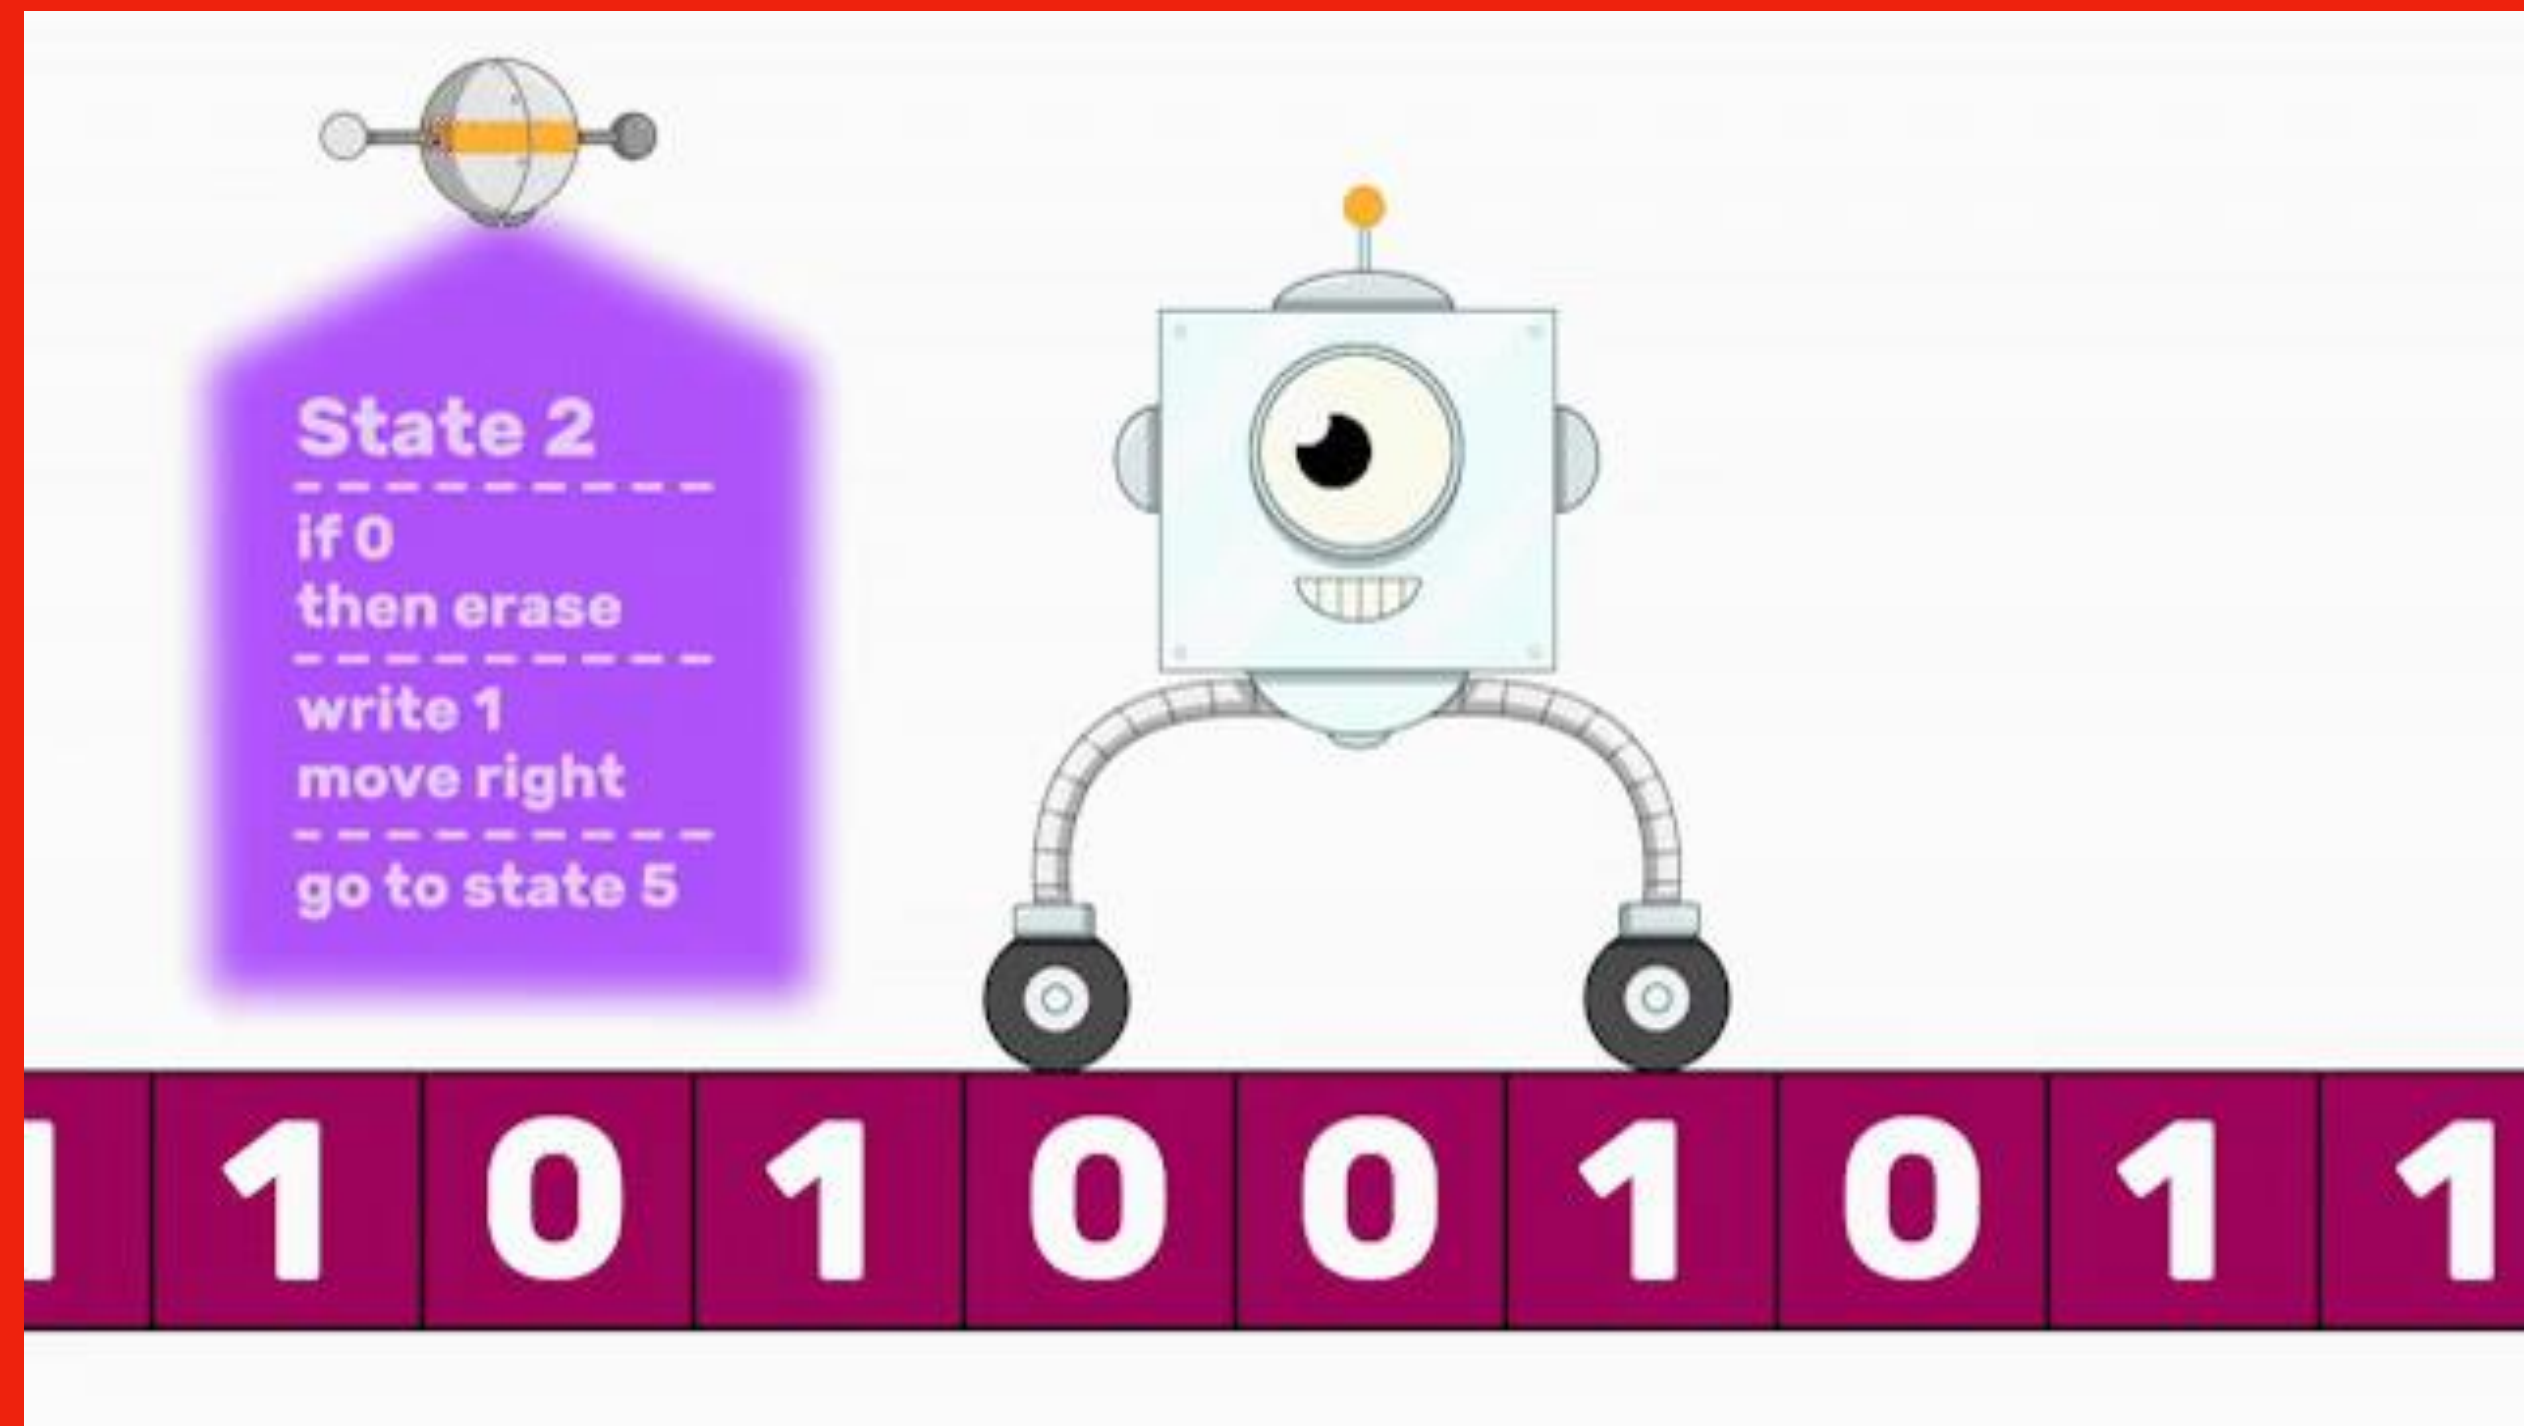 State 2
if 0
then erase
write 1
move right
go to state 5
1 1 0 1 0 0 1 0 1 1